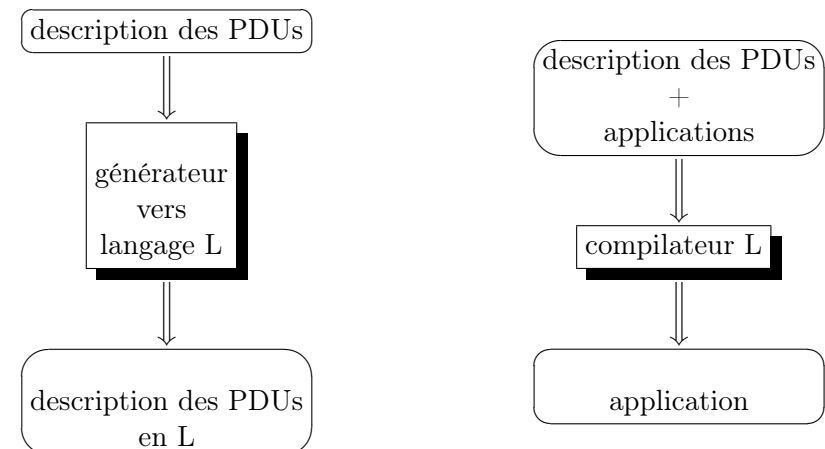 description des PDUs
générateur
vers
langage L
description des PDUs
en L
description des PDUs
+
applications
compilateur L
application